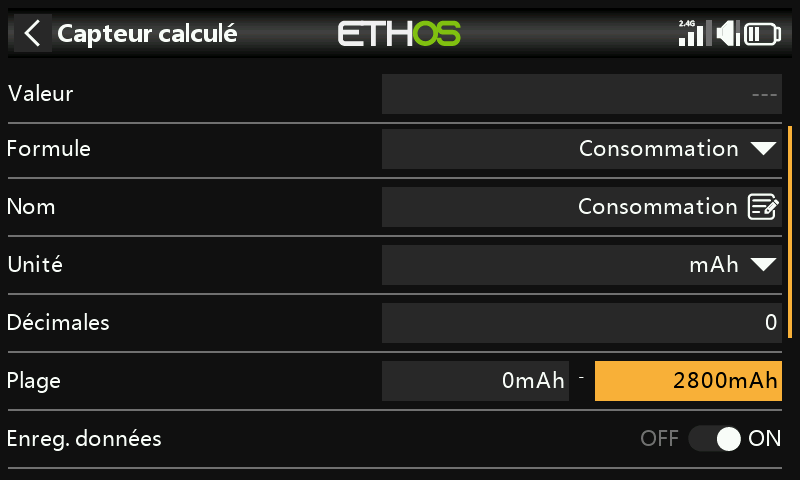 Capteur calculé ETHOS 2.4G
Valeur ---
Formule Consommation
Nom Consommation
Unité mAh
Décimales 0
Plage 0mAh - 2800mAh
Enreg. données OFF ON